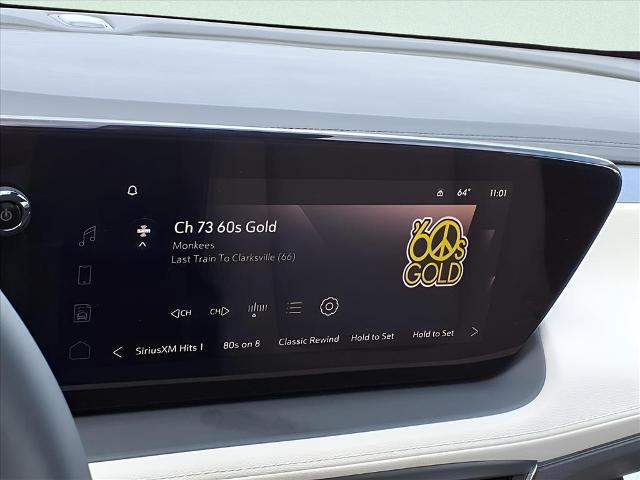 64° 11:01
Ch 73 60s Gold
Monkees
Last Train To Clarksville (66)
'60s
GOLD
CH CH
SiriusXM Hits 1 80s on 8 Classic Rewind Hold to Set Hold to Set